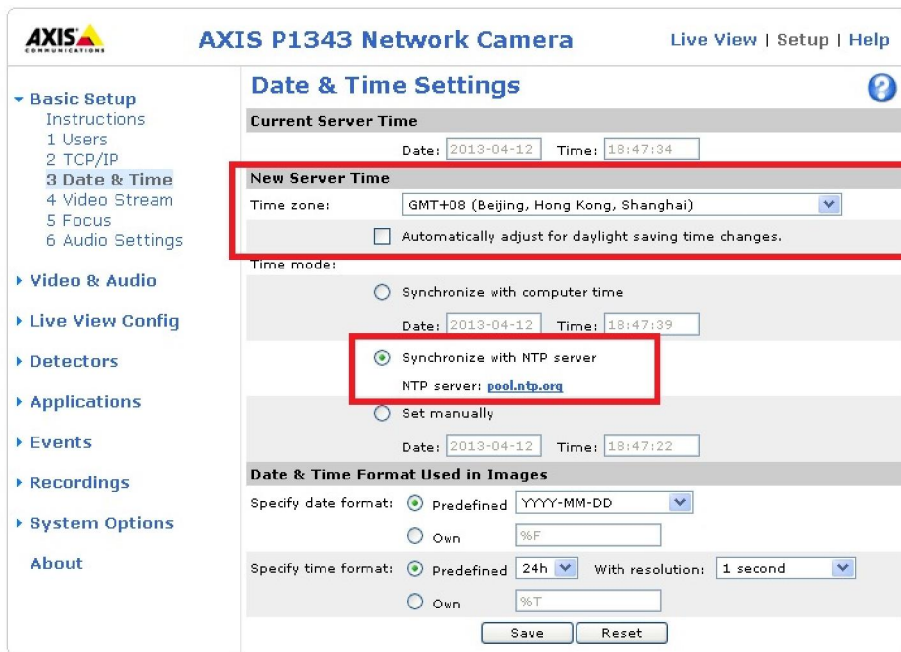 AXIS
COMMUNICATIONS
AXIS P1343 Network Camera
Live View | Setup | Help
Basic Setup
Instructions
1 Users
2 TCP/IP
3 Date & Time
4 Video Stream
5 Focus
6 Audio Settings
Video & Audio
Live View Config
Detectors
Applications
Events
Recordings
System Options
About
Date & Time Settings
?
Current Server Time
Date: 2013-04-12 Time: 18:47:34
New Server Time
Time zone: GMT+08 (Beijing, Hong Kong, Shanghai)
Automatically adjust for daylight saving time changes.
Time mode:
Synchronize with computer time
Date: 2013-04-12 Time: 18:47:39
Synchronize with NTP server
NTP server: pool.ntp.org
Set manually
Date: 2013-04-12 Time: 18:47:22
Date & Time Format Used in Images
Specify date format: Predefined YYYY-MM-DD
Own %F
Specify time format: Predefined 24h With resolution: 1 second
Own %T
Save Reset